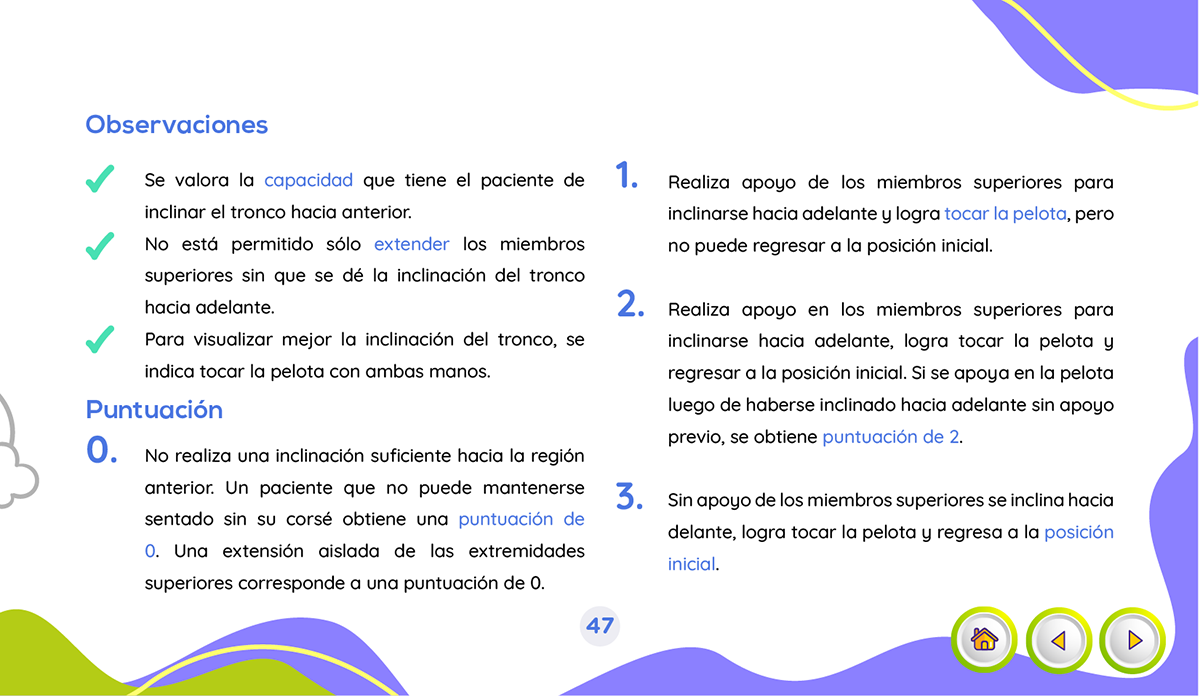 Observaciones
Se valora la capacidad que tiene el paciente de
inclinar el tronco hacia anterior.
No está permitido sólo extender los miembros
superiores sin que se dé la inclinación del tronco
hacia adelante.
Para visualizar mejor la inclinación del tronco, se
indica tocar la pelota con ambas manos.
Puntuación
0.
No realiza una inclinación suficiente hacia la región
anterior. Un paciente que no puede mantenerse
sentado sin su corsé obtiene una puntuación de
0. Una extensión aislada de las extremidades
superiores corresponde a una puntuación de 0.
1.
Realiza apoyo de los miembros superiores para
inclinarse hacia adelante y logra tocar la pelota, pero
no puede regresar a la posición inicial.
2.
Realiza apoyo en los miembros superiores para
inclinarse hacia adelante, logra tocar la pelota y
regresar a la posición inicial. Si se apoya en la pelota
luego de haberse inclinado hacia adelante sin apoyo
previo, se obtiene puntuación de 2.
3.
Sin apoyo de los miembros superiores se inclina hacia
delante, logra tocar la pelota y regresa a la posición
inicial.
47